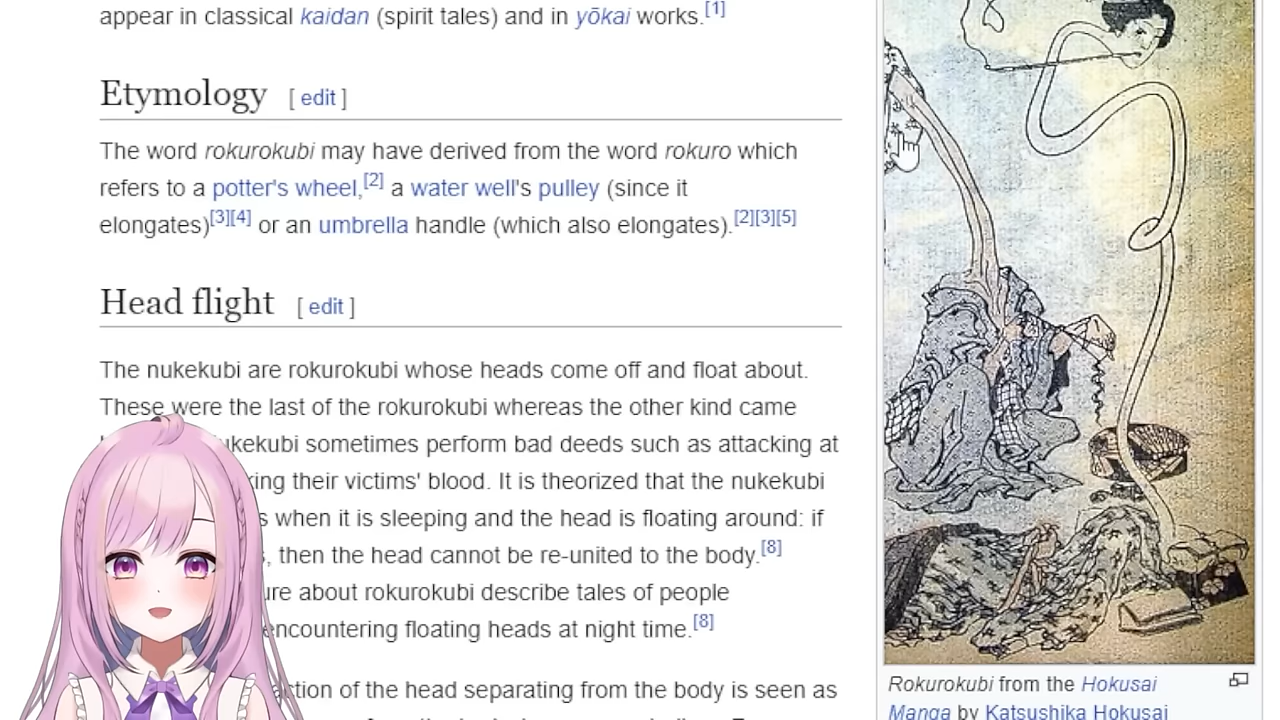 appear in classical kaidan (spirit tales) and in yōkai works.[1]
Etymology [ edit ]
The word rokurokubi may have derived from the word rokuro which
refers to a potter's wheel,[2] a water well's pulley (since it
elongates)[3][4] or an umbrella handle (which also elongates).[2][3][5]
Head flight [ edit ]
The nukekubi are rokurokubi whose heads come off and float about.
These were the last of the rokurokubi whereas the other kind came
ukekubi sometimes perform bad deeds such as attacking at
king their victims' blood. It is theorized that the nukekubi
s when it is sleeping and the head is floating around: if
, then the head cannot be re-united to the body.[8]
ure about rokurokubi describe tales of people
encountering floating heads at night time.[8]
ction of the head separating from the body is seen as
Rokurokubi from the Hokusai
Manga by Katsushika Hokusai